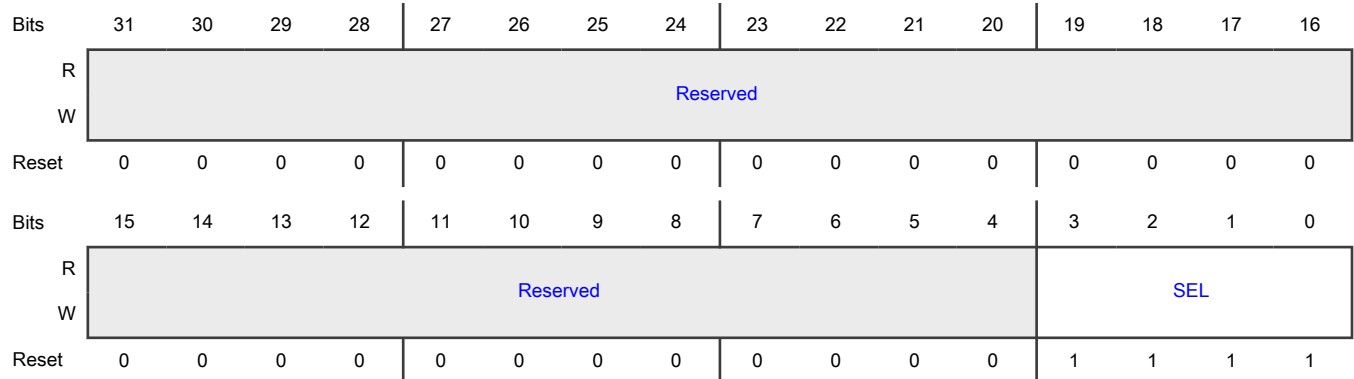 Bits 31 30 29 28 27 26 25 24 23 22 21 20 19 18 17 16
R
Reserved
W
Reset 0 0 0 0 0 0 0 0 0 0 0 0 0 0 0 0
Bits 15 14 13 12 11 10 9 8 7 6 5 4 3 2 1 0
R
Reserved SEL
W
Reset 0 0 0 0 0 0 0 0 0 0 0 0 1 1 1 1